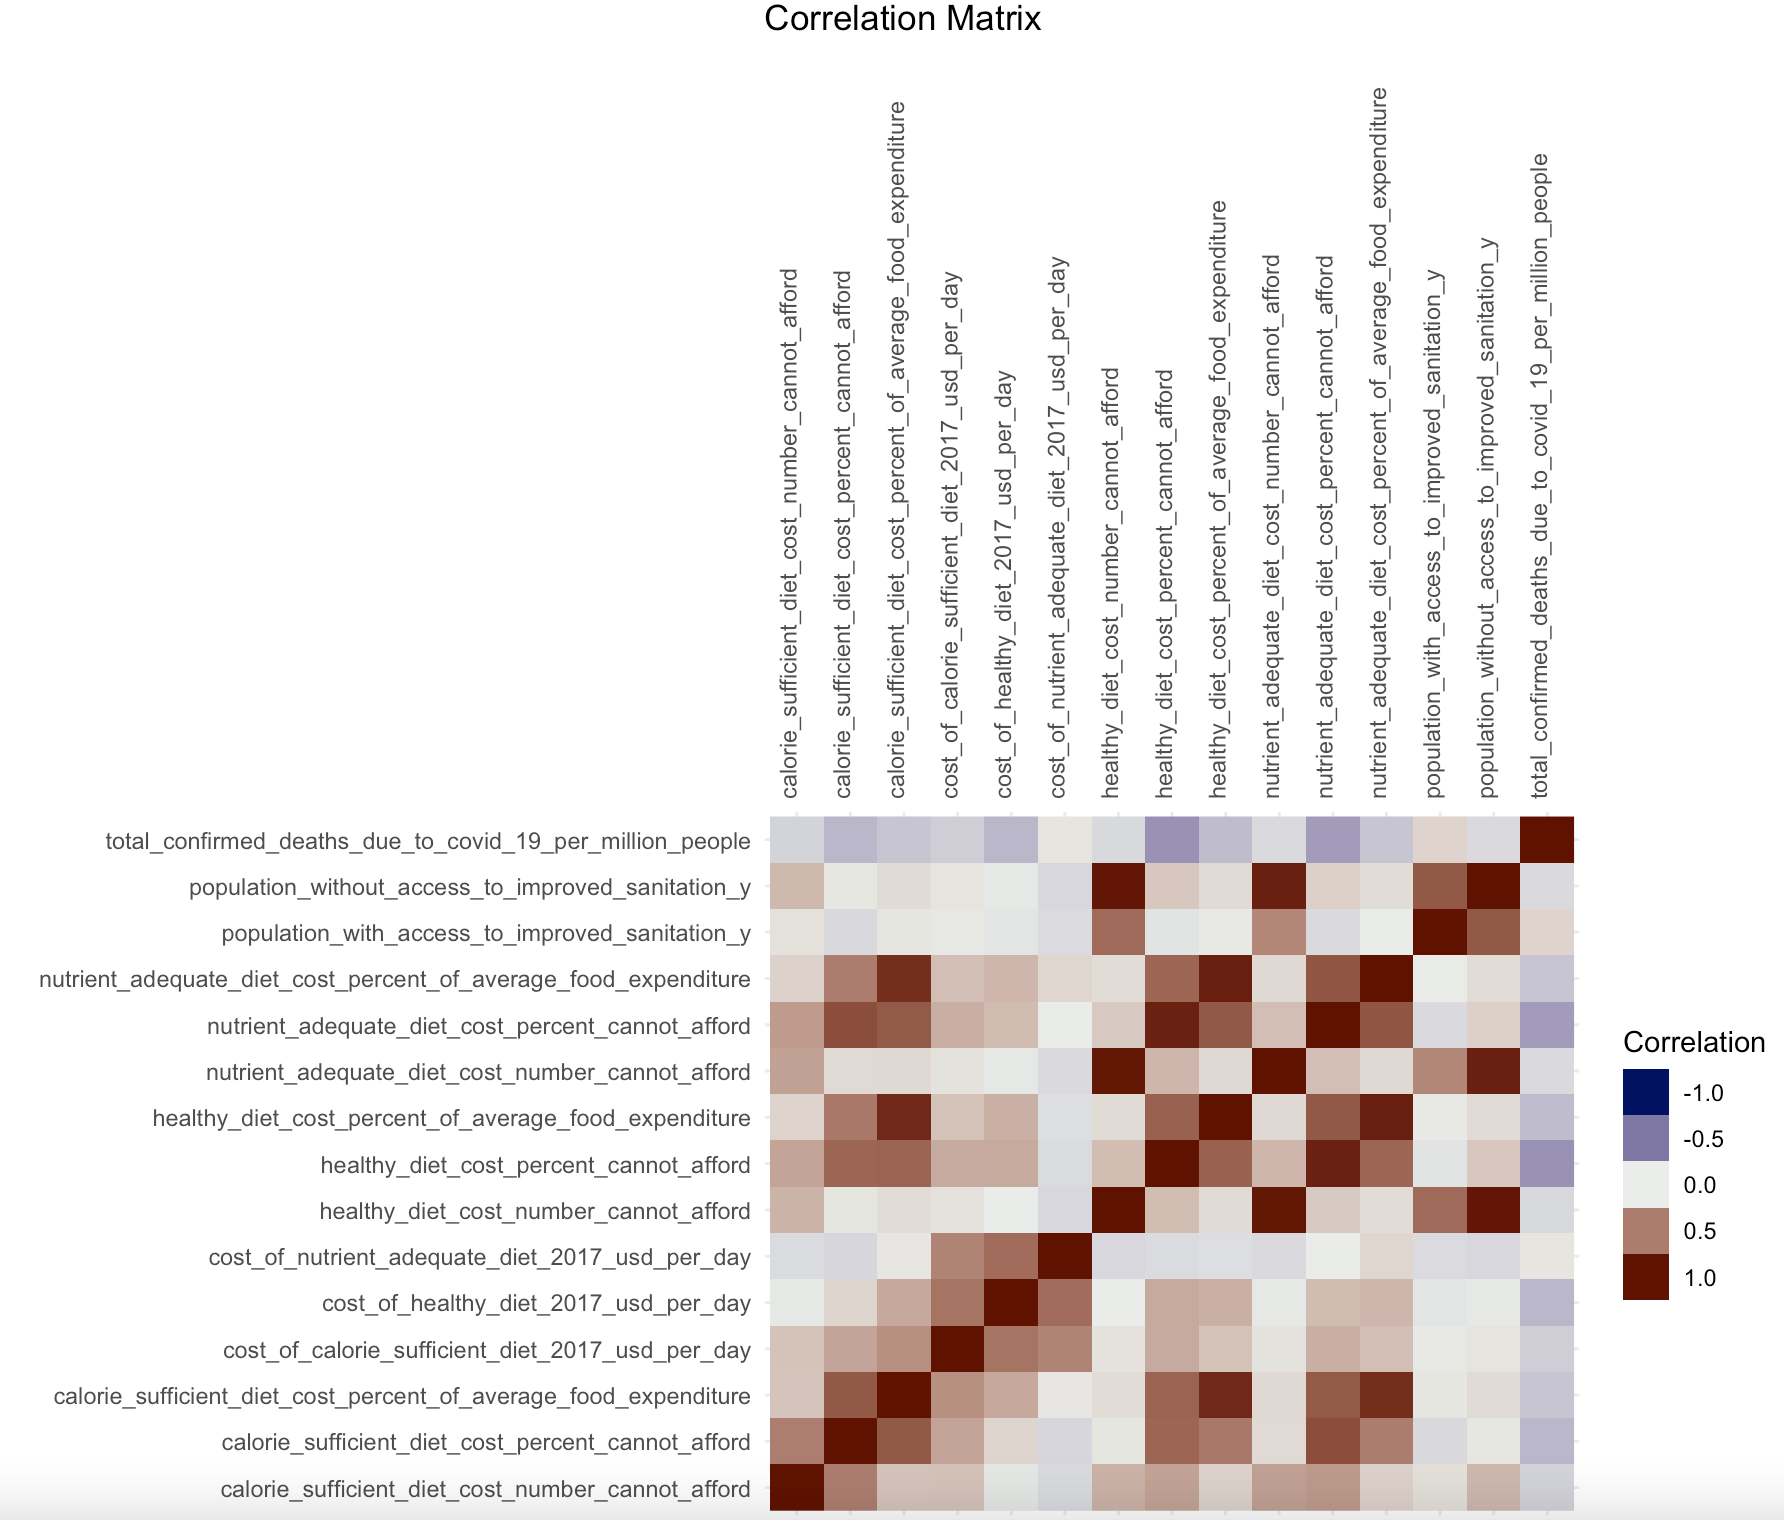 Correlation Matrix
calorie_sufficient_diet_cost_number_cannot_afford
calorie_sufficient_diet_cost_percent_cannot_afford
calorie_sufficient_diet_cost_percent_of_average_food_expenditure
cost_of_calorie_sufficient_diet_2017_usd_per_day
cost_of_healthy_diet_2017_usd_per_day
cost_of_nutrient_adequate_diet_2017_usd_per_day
healthy_diet_cost_number_cannot_afford
healthy_diet_cost_percent_cannot_afford
healthy_diet_cost_percent_of_average_food_expenditure
nutrient_adequate_diet_cost_number_cannot_afford
nutrient_adequate_diet_cost_percent_cannot_afford
nutrient_adequate_diet_cost_percent_of_average_food_expenditure
population_with_access_to_improved_sanitation_y
population_without_access_to_improved_sanitation_y
total_confirmed_deaths_due_to_covid_19_per_million_people
total_confirmed_deaths_due_to_covid_19_per_million_people
population_without_access_to_improved_sanitation_y
population_with_access_to_improved_sanitation_y
nutrient_adequate_diet_cost_percent_of_average_food_expenditure
nutrient_adequate_diet_cost_percent_cannot_afford
nutrient_adequate_diet_cost_number_cannot_afford
healthy_diet_cost_percent_of_average_food_expenditure
healthy_diet_cost_percent_cannot_afford
healthy_diet_cost_number_cannot_afford
cost_of_nutrient_adequate_diet_2017_usd_per_day
cost_of_healthy_diet_2017_usd_per_day
cost_of_calorie_sufficient_diet_2017_usd_per_day
calorie_sufficient_diet_cost_percent_of_average_food_expenditure
calorie_sufficient_diet_cost_percent_cannot_afford
calorie_sufficient_diet_cost_number_cannot_afford
Correlation
-1.0
-0.5
0.0
0.5
1.0